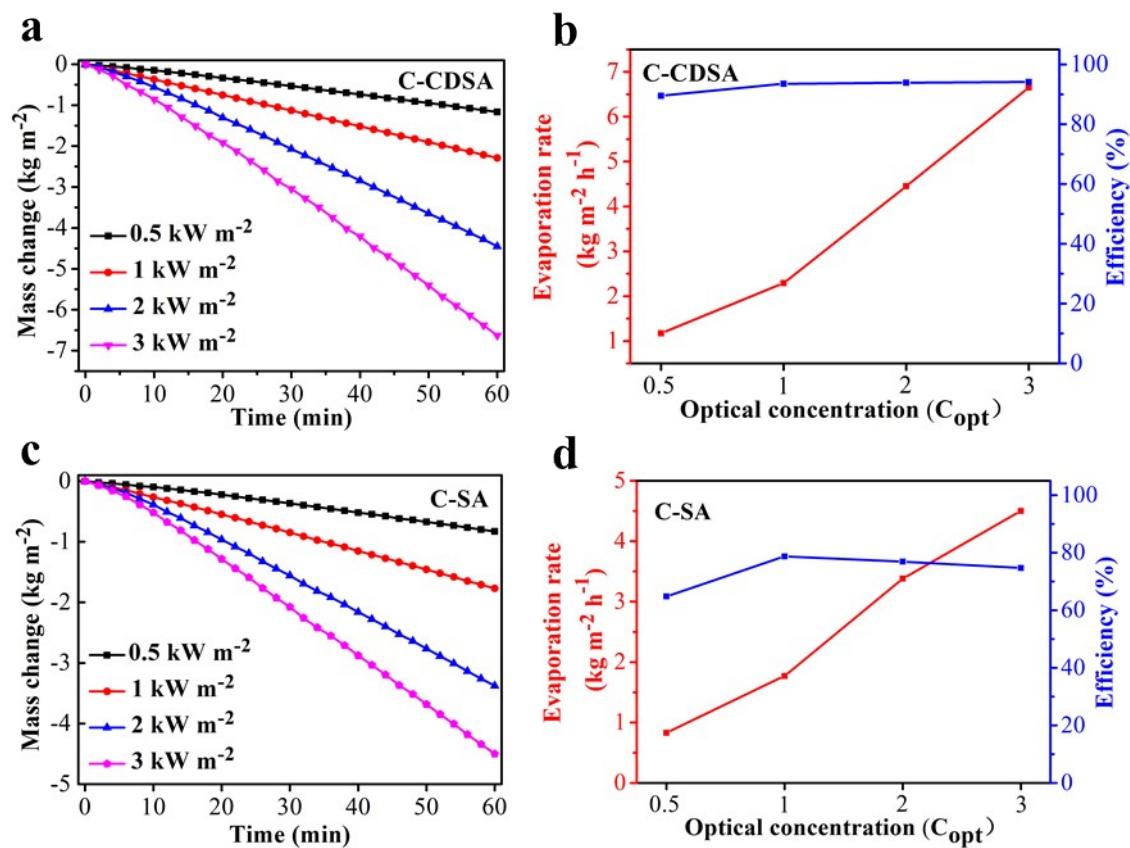 a
C-CDSA
0
-1
-2
-3
-4
-5
-6
-7
Mass change (kg m⁻²)
0.5 kW m⁻²
1 kW m⁻²
2 kW m⁻²
3 kW m⁻²
0 10 20 30 40 50 60
Time (min)
b
C-CDSA
7
6
5
4
3
2
1
Evaporation rate
(kg m⁻² h⁻¹)
100
80
60
40
20
0
Efficiency (%)
0.5 1 2 3
Optical concentration (Cₒₚₜ)
c
C-SA
0
-1
-2
-3
-4
-5
Mass change (kg m⁻²)
0.5 kW m⁻²
1 kW m⁻²
2 kW m⁻²
3 kW m⁻²
0 10 20 30 40 50 60
Time (min)
d
C-SA
5
4
3
2
1
0
Evaporation rate
(kg m⁻² h⁻¹)
100
80
60
40
20
0
Efficiency (%)
0.5 1 2 3
Optical concentration (Cₒₚₜ)